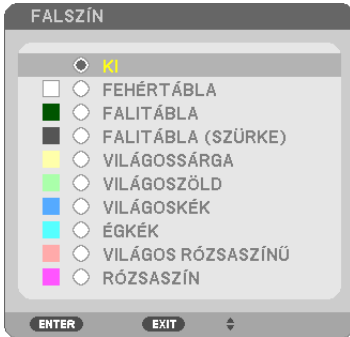 FALSZÍN
KI
FEHÉRTÁBLA
FALITÁBLA
FALITÁBLA (SZÜRKE)
VILÁGOSSÁRGA
VILÁGOSZÖLD
VILÁGOSKÉK
ÉGKÉK
VILÁGOS RÓZSASZÍNŰ
RÓZSASZÍN
ENTER EXIT